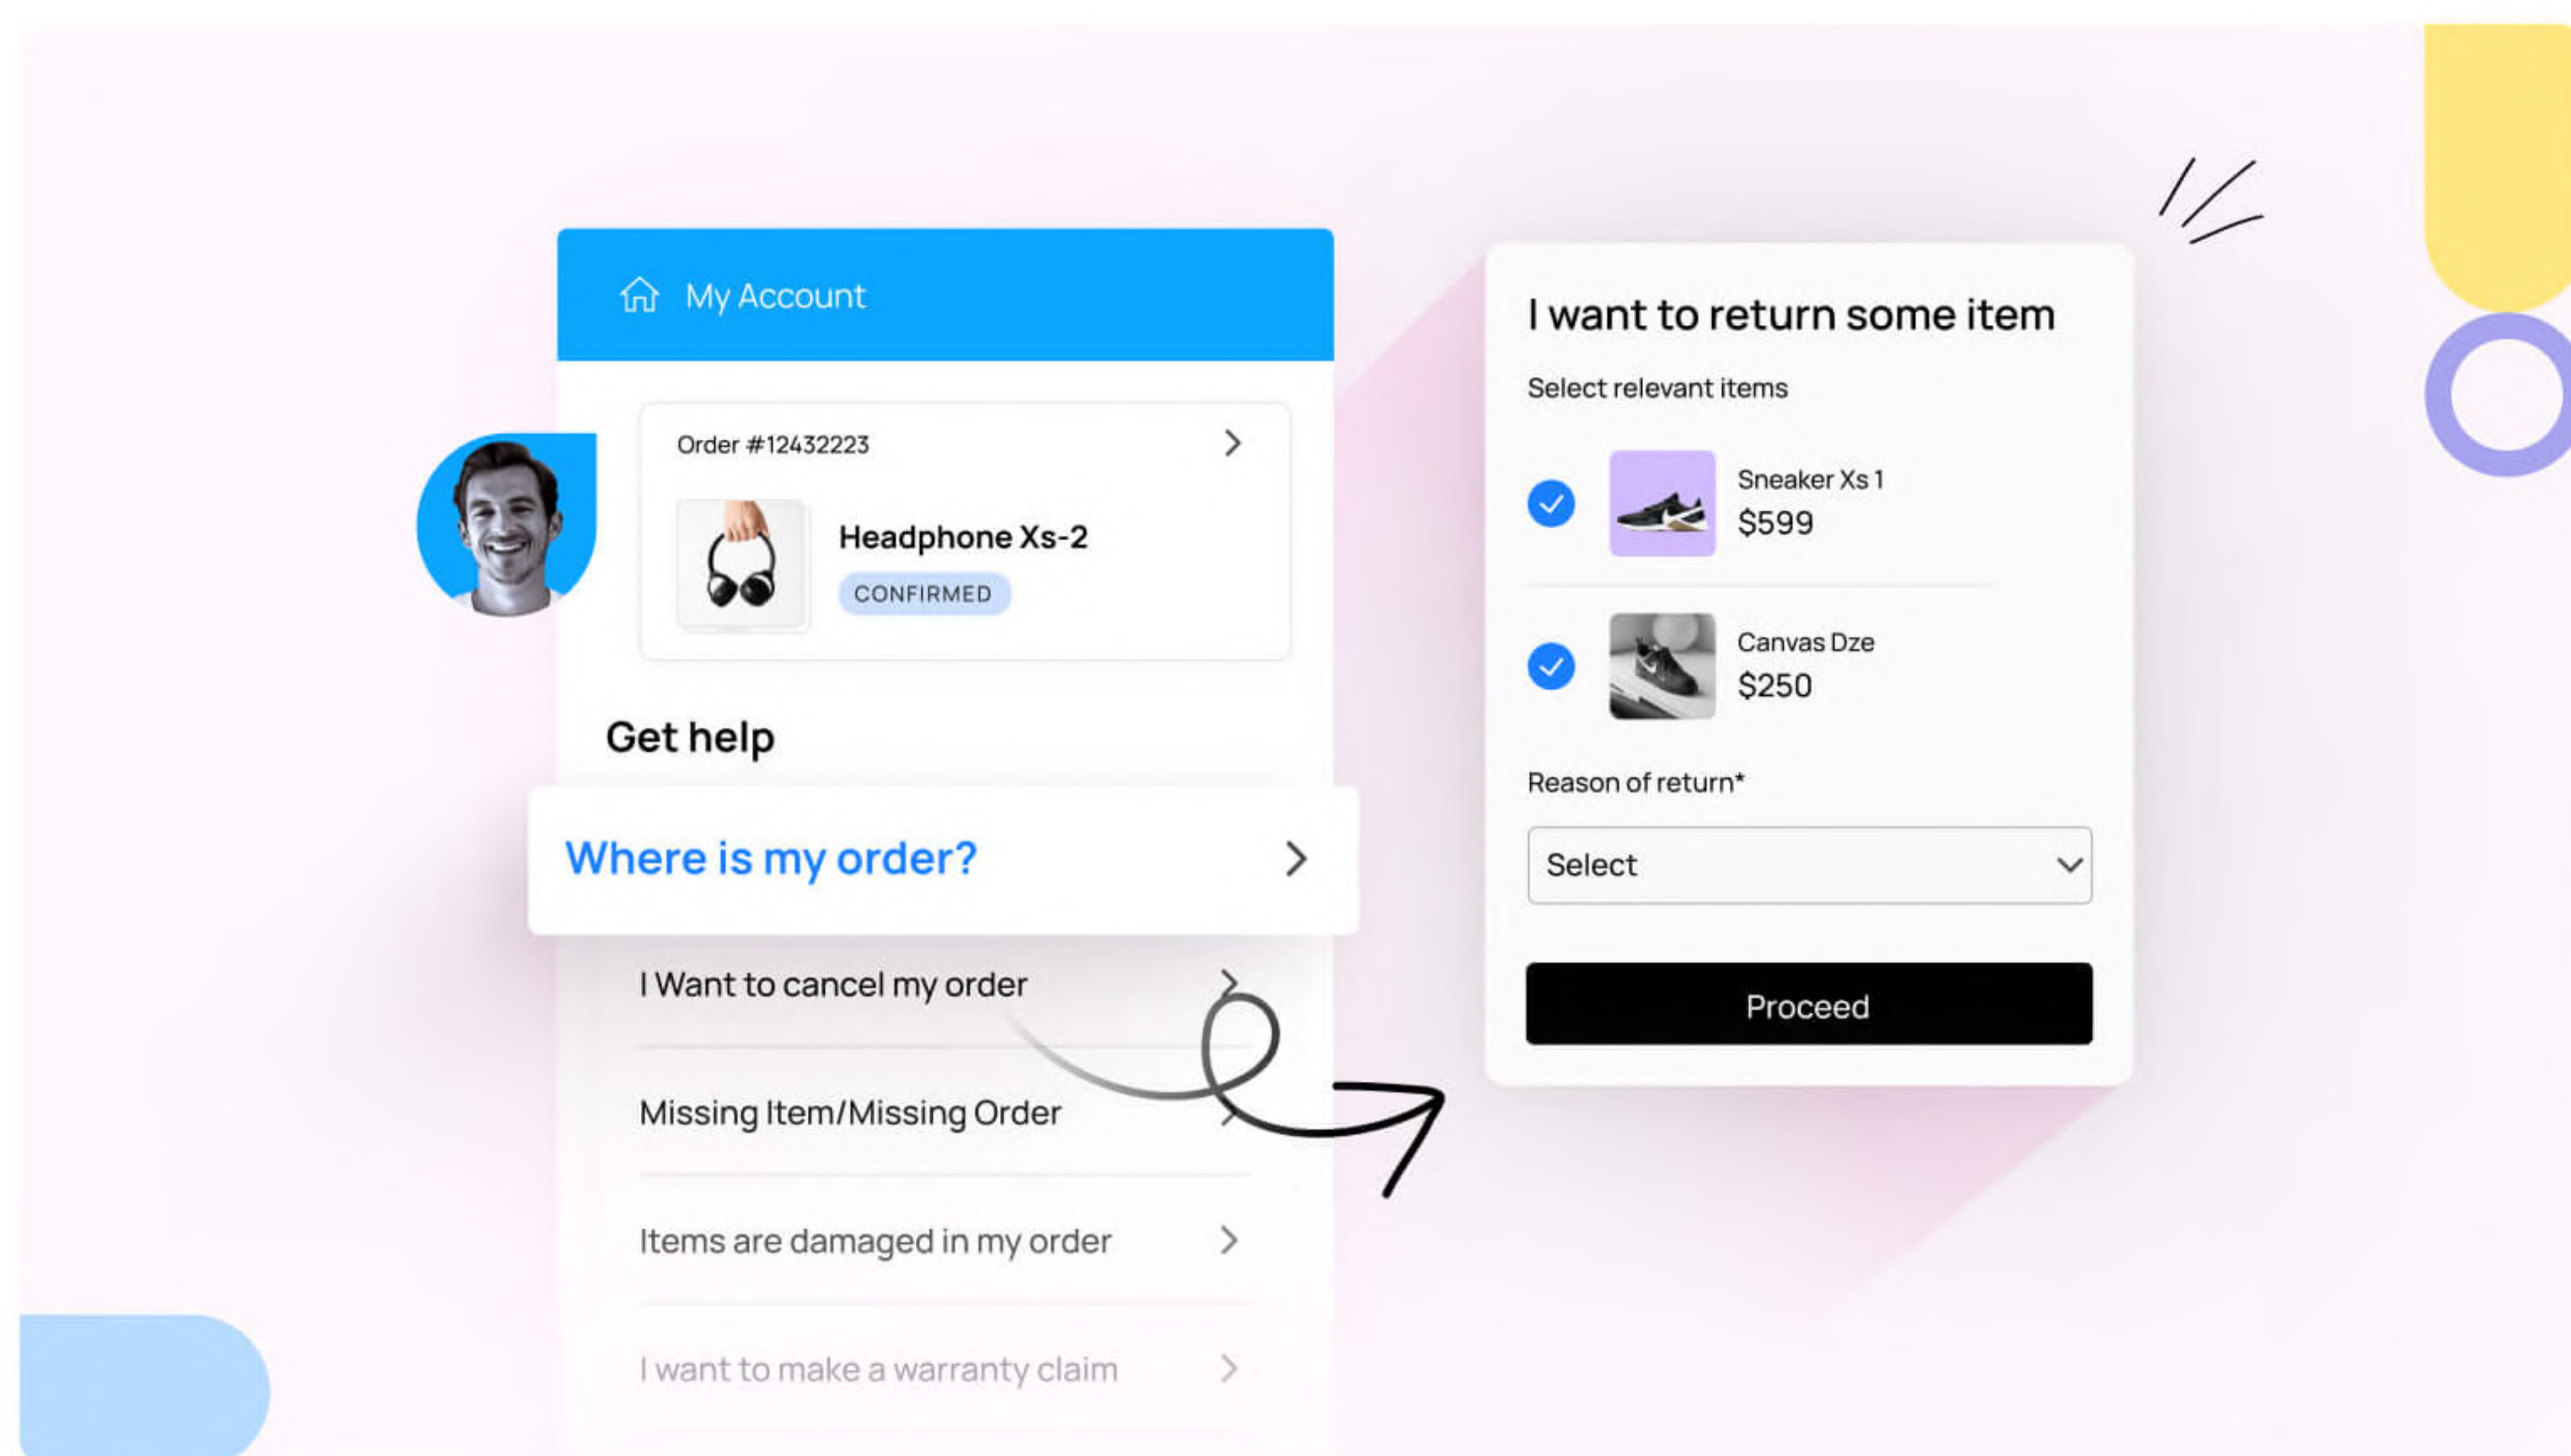 My Account
Order #12432223
Headphone Xs-2
CONFIRMED
Get help
Where is my order?
I Want to cancel my order
Missing Item/Missing Order
Items are damaged in my order
I want to make a warranty claim
I want to return some item
Select relevant items
Sneaker Xs 1
$599
Canvas Dze
$250
Reason of return*
Select
Proceed